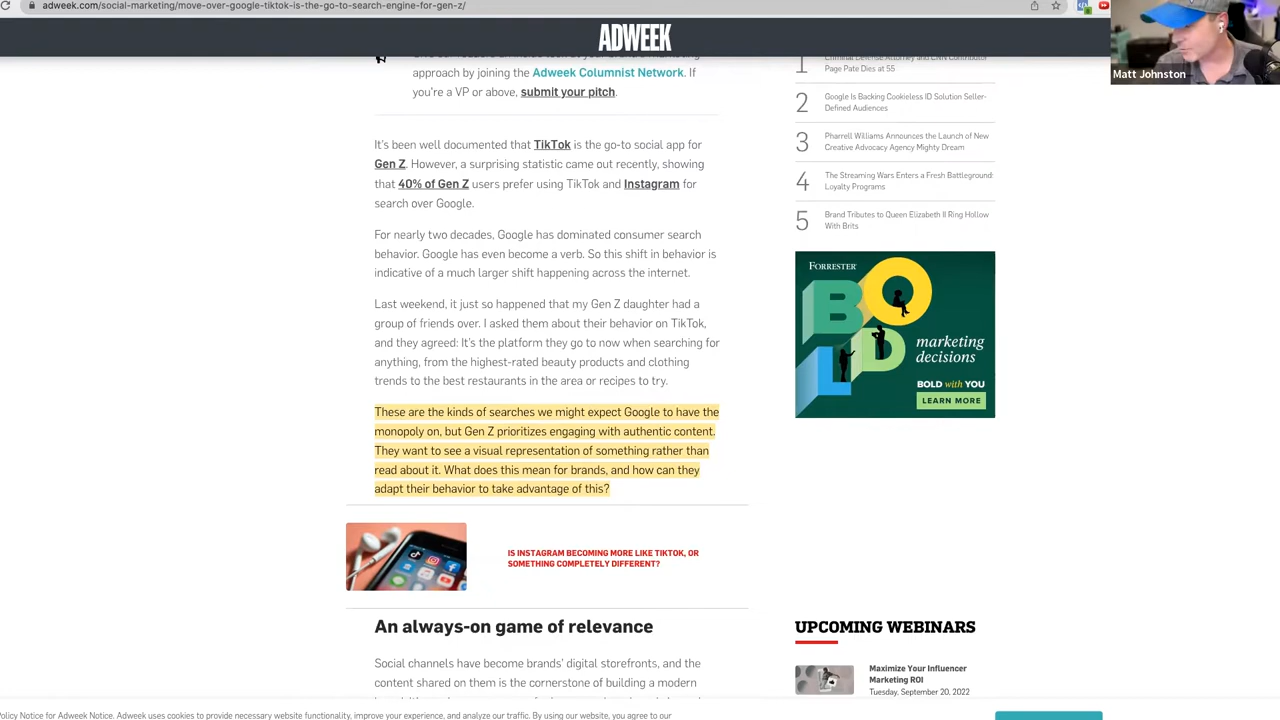 adweek.com/social-marketing/move-over-google-tiktok-is-the-go-to-search-engine-for-gen-z/
ADWEEK
Matt Johnston
approach by joining the Adweek Columnist Network. If
you're a VP or above, submit your pitch.
It's been well documented that TikTok is the go-to social app for
Gen Z. However, a surprising statistic came out recently, showing
that 40% of Gen Z users prefer using TikTok and Instagram for
search over Google.
For nearly two decades, Google has dominated consumer search
behavior. Google has even become a verb. So this shift in behavior is
indicative of a much larger shift happening across the internet.
Last weekend, it just so happened that my Gen Z daughter had a
group of friends over. I asked them about their behavior on TikTok,
and they agreed: It's the platform they go to now when searching for
anything, from the highest-rated beauty products and clothing
trends to the best restaurants in the area or recipes to try.
These are the kinds of searches we might expect Google to have the
monopoly on, but Gen Z prioritizes engaging with authentic content.
They want to see a visual representation of something rather than
read about it. What does this mean for brands, and how can they
adapt their behavior to take advantage of this?
IS INSTAGRAM BECOMING MORE LIKE TIKTOK, OR
SOMETHING COMPLETELY DIFFERENT?
An always-on game of relevance
Social channels have become brands' digital storefronts, and the
content shared on them is the cornerstone of building a modern
1
Page Pate Dies at 55
2
Google Is Backing Cookieless ID Solution Seller-
Defined Audiences
3
Pharrell Williams Announces the Launch of New
Creative Advocacy Agency Mighty Dream
4
The Streaming Wars Enters a Fresh Battleground:
Loyalty Programs
5
Brand Tributes to Queen Elizabeth II Ring Hollow
With Brits
FORRESTER
BOLD
marketing
decisions
BOLD with YOU
LEARN MORE
UPCOMING WEBINARS
Maximize Your Influencer
Marketing ROI
Tuesday, September 20, 2022
Policy Notice for Adweek Notice. Adweek uses cookies to provide necessary website functionality, improve your experience, and analyze our traffic. By using our website, you agree to our